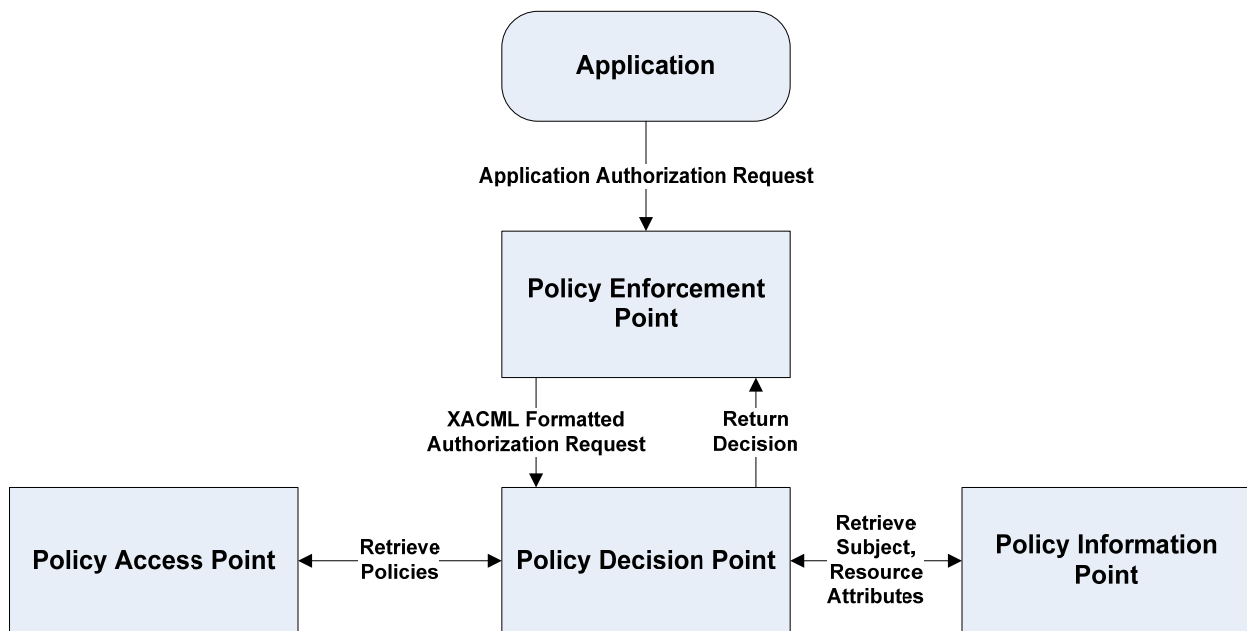 Application
Application Authorization Request
Policy Enforcement
Point
XACML Formatted
Authorization Request
Return
Decision
Policy Access Point
Retrieve
Policies
Policy Decision Point
Retrieve
Subject,
Resource
Attributes
Policy Information
Point